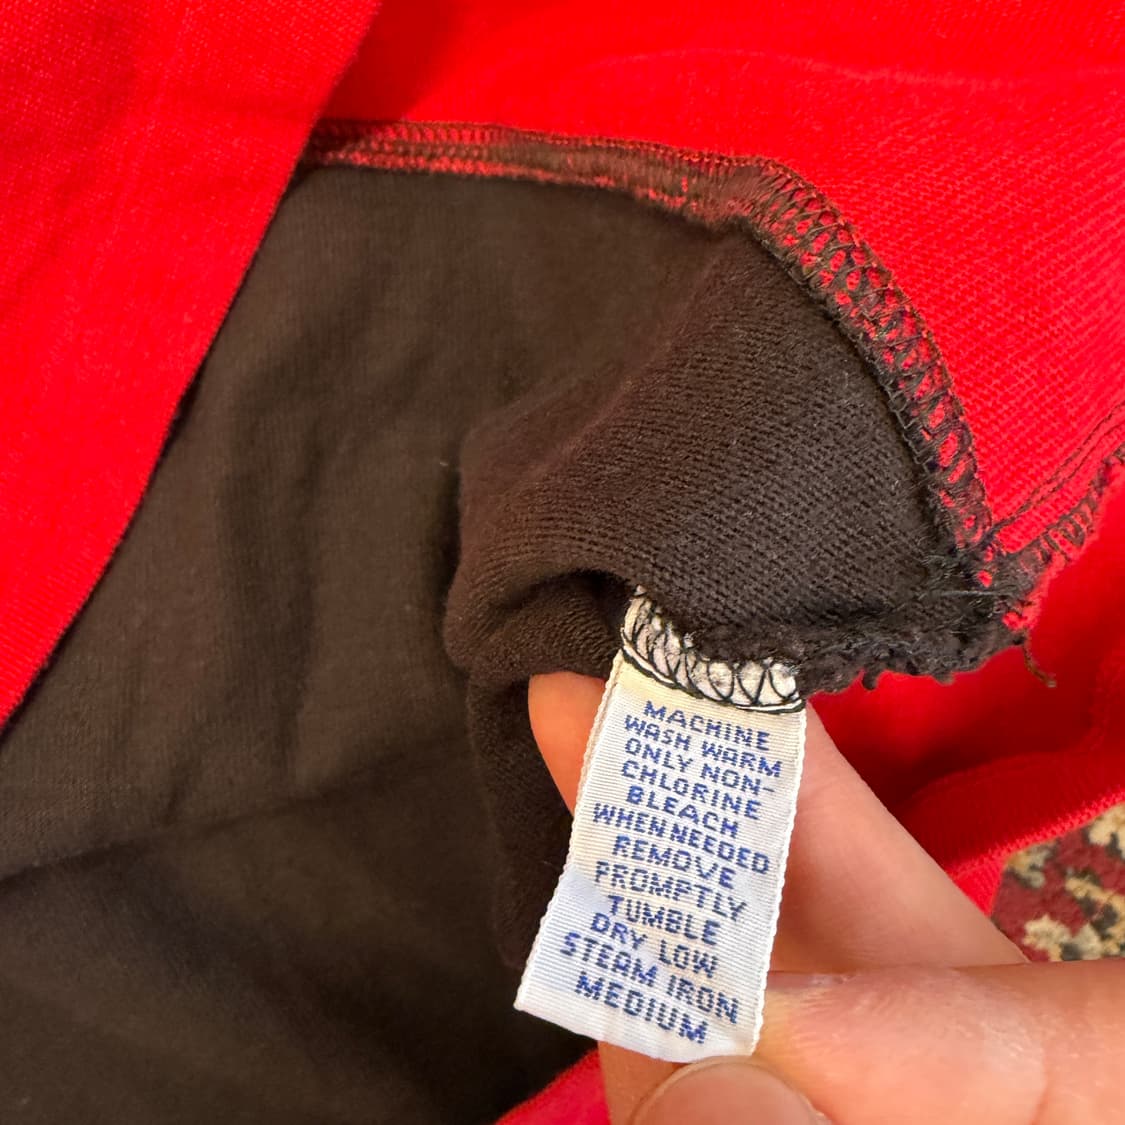 MACHINE
WASH WARM
ONLY NON-
CHLORINE
BLEACH
WHEN NEEDED
REMOVE
PROMPTLY
TUMBLE
DRY LOW
STEAM IRON
MEDIUM